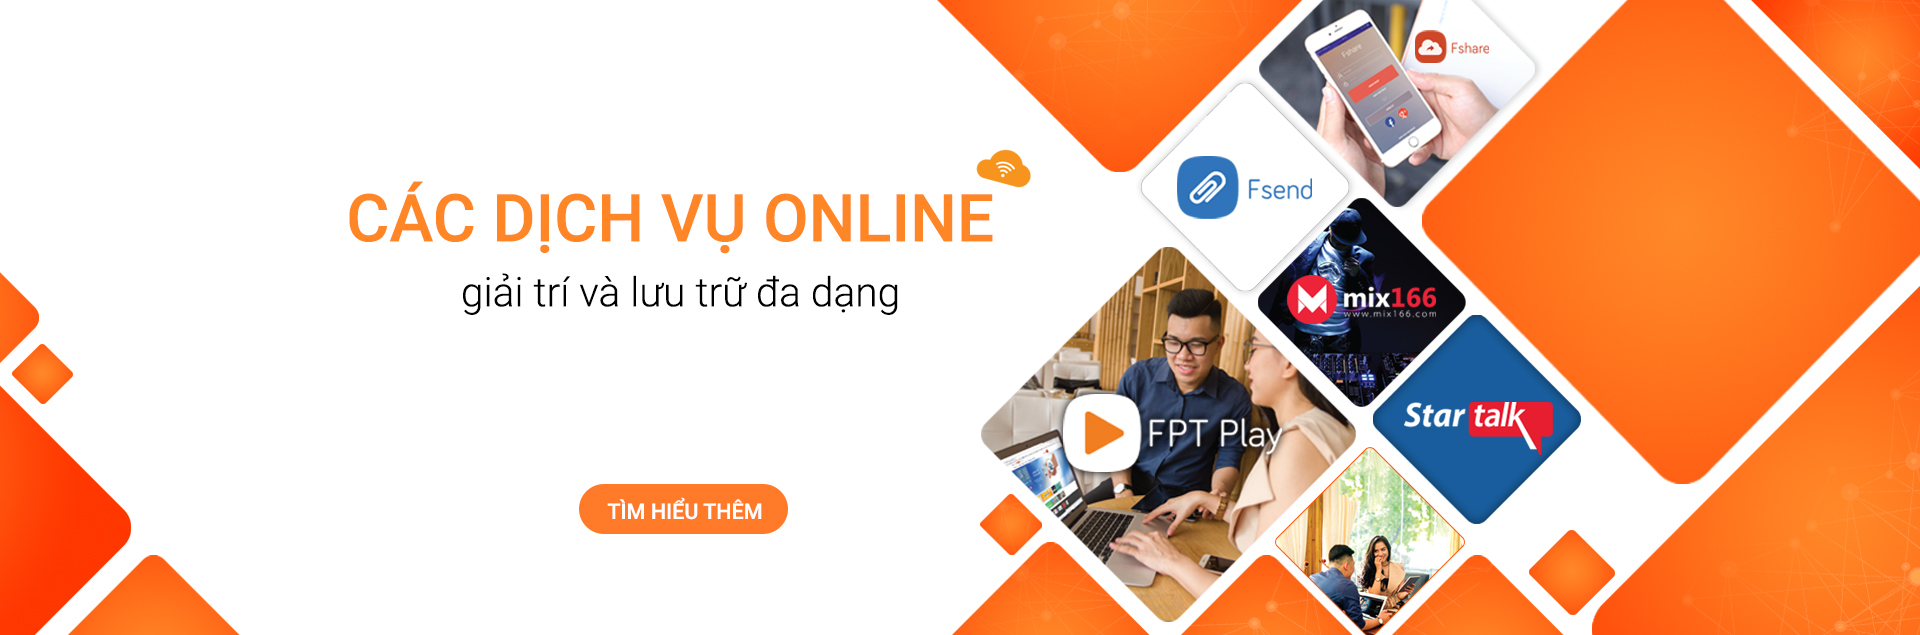 CÁC DỊCH VỤ ONLINE
giải trí và lưu trữ đa dạng
TÌM HIỂU THÊM
Fshare
Fshare
Fsend
mix166
www.mix166.com
FPT Play
Star talk